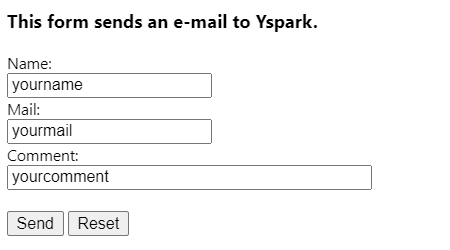 This form sends an e-mail to Yspark.
Name:
yourname
Mail:
yourmail
Comment:
yourcomment
Send Reset